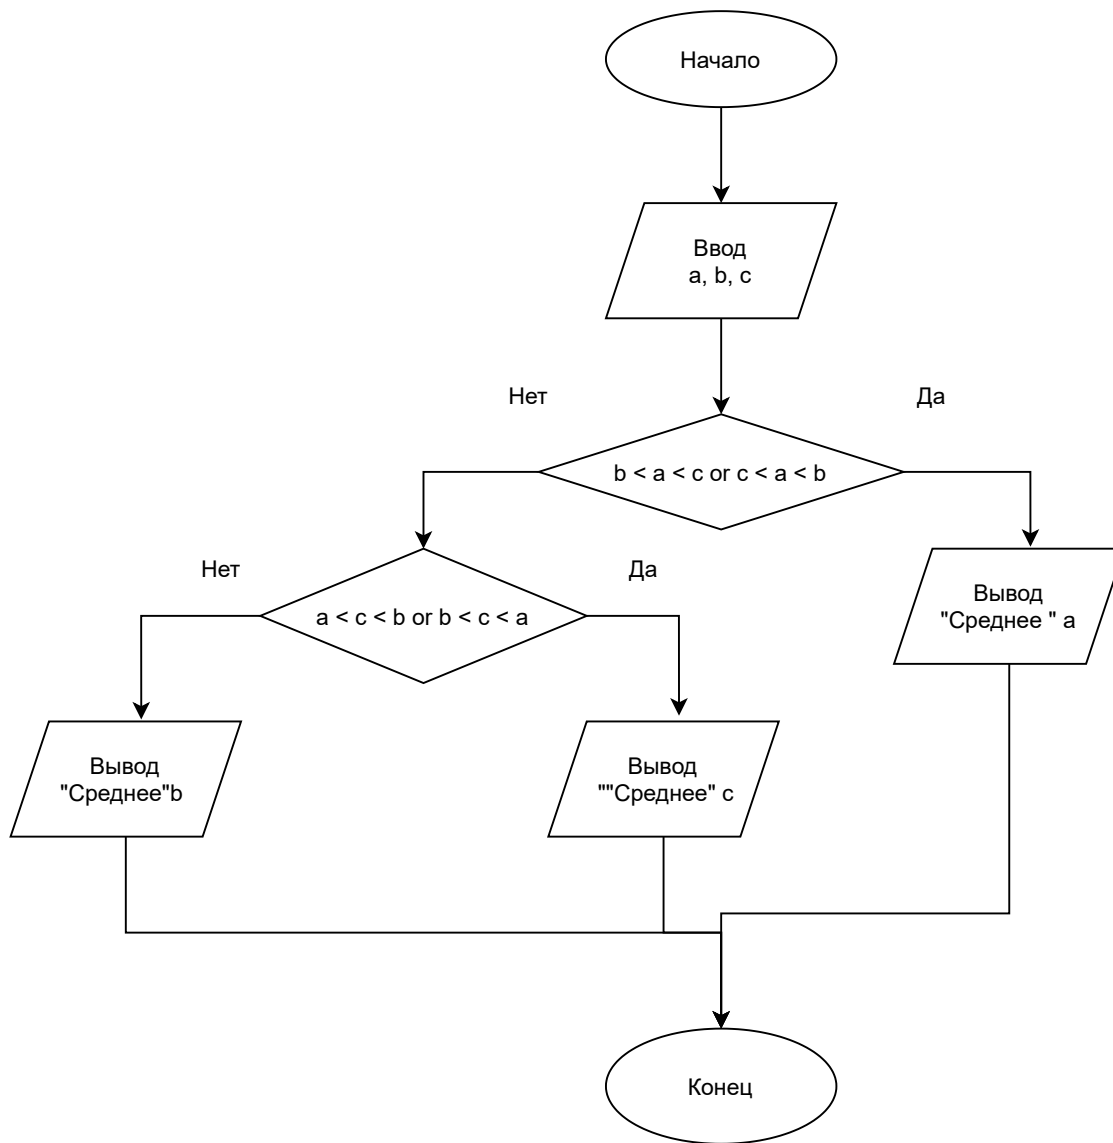 Начало
Ввод
a, b, c
Нет
Да
b < a < c or c < a < b
Нет
Да
a < c < b or b < c < a
Вывод
"Среднее " a
Вывод
"Среднее"b
Вывод
""Среднее" c
Конец